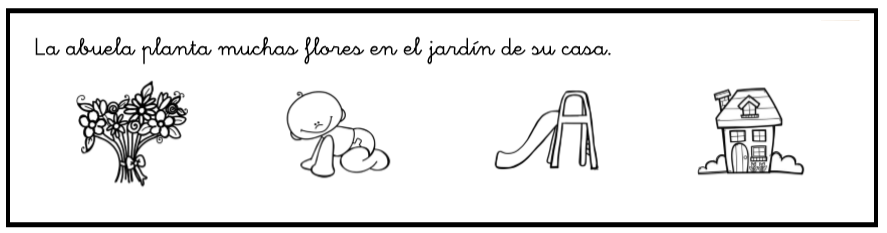 La abuela planta muchas flores en el jardín de su casa.